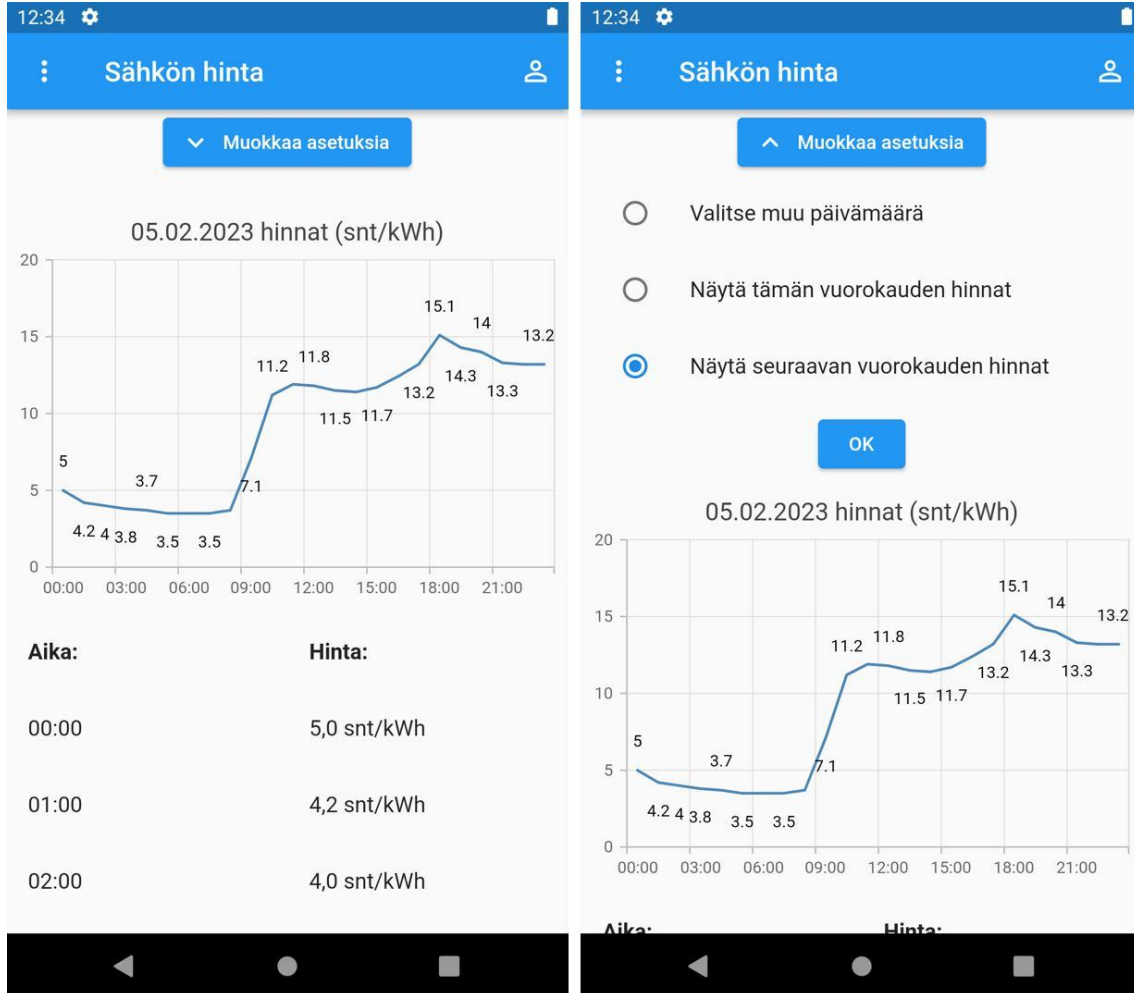 12:34
Sähkön hinta
Muokkaa asetuksia
05.02.2023 hinnat (snt/kWh)
20
15
10
5
0
5
4.2
4
3.8
3.7
3.5
3.5
7.1
11.2
11.8
11.5
11.7
13.2
15.1
14.3
14
13.3
13.2
00:00 03:00 06:00 09:00 12:00 15:00 18:00 21:00
Aika: Hinta:
00:00 5,0 snt/kWh
01:00 4,2 snt/kWh
02:00 4,0 snt/kWh
12:34
Sähkön hinta
Muokkaa asetuksia
Valitse muu päivämäärä
Näytä tämän vuorokauden hinnat
Näytä seuraavan vuorokauden hinnat
OK
05.02.2023 hinnat (snt/kWh)
20
15
10
5
0
5
4.2
4
3.8
3.7
3.5
3.5
7.1
11.2
11.8
11.5
11.7
13.2
15.1
14.3
14
13.3
13.2
00:00 03:00 06:00 09:00 12:00 15:00 18:00 21:00
Aika: Hinta: